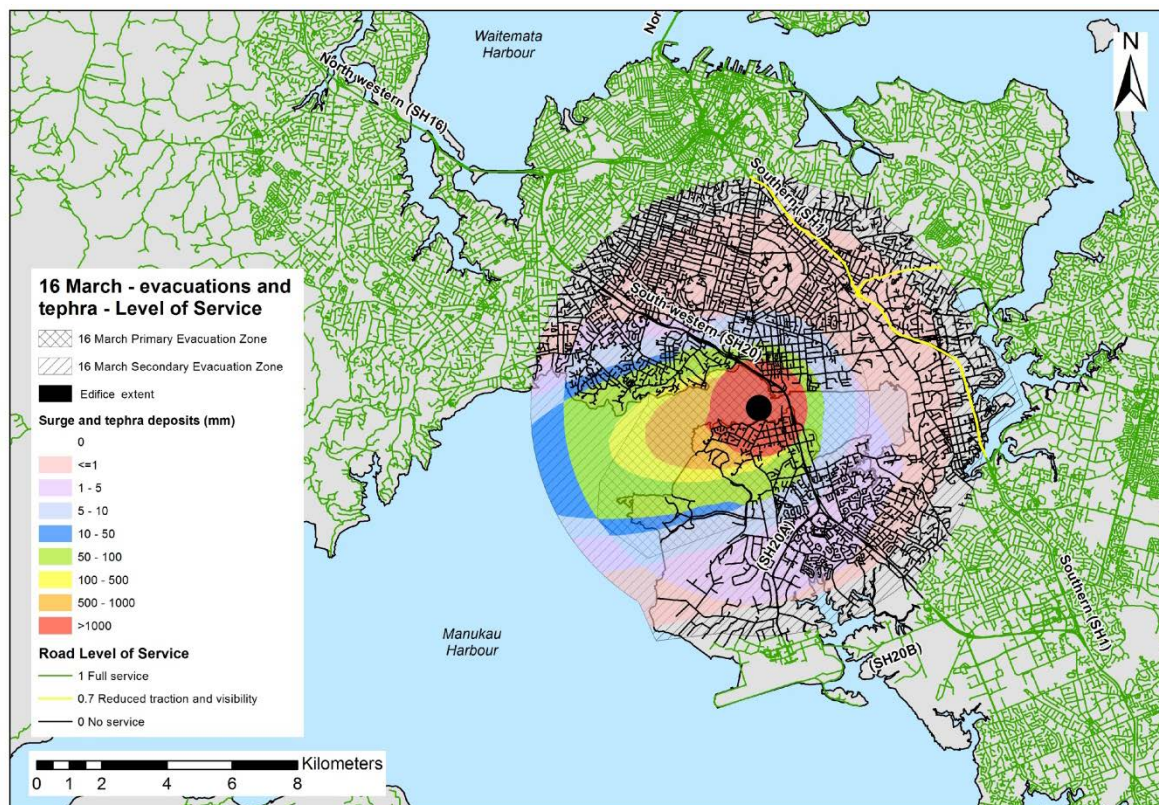 Waitemata
Harbour
Nor
N
North-western (SH16)
Southern (SH1)
South-western (SH20)
(SH20A)
(SH20B)
Southern (SH1)
Manukau
Harbour
16 March - evacuations and
tephra - Level of Service
16 March Primary Evacuation Zone
16 March Secondary Evacuation Zone
Edifice extent
Surge and tephra deposits (mm)
0
<=1
1 - 5
5 - 10
10 - 50
50 - 100
100 - 500
500 - 1000
>1000
Road Level of Service
1 Full service
0.7 Reduced traction and visibility
0 No service
Kilometers
0 1 2 4 6 8